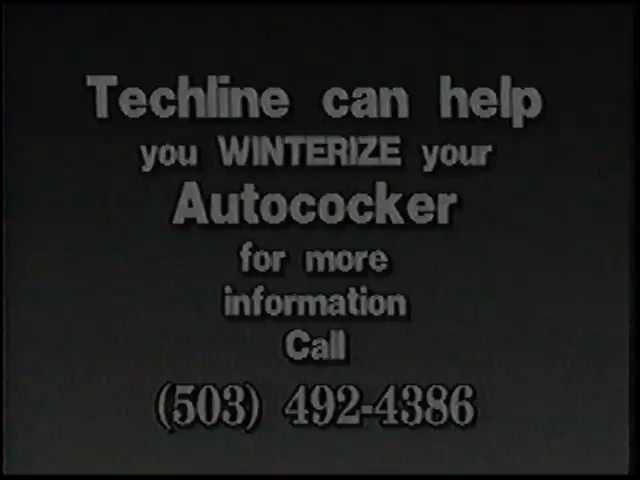 Techline can help
you WINTERIZE your
Autococker
for more
information
Call
(503) 492-4386